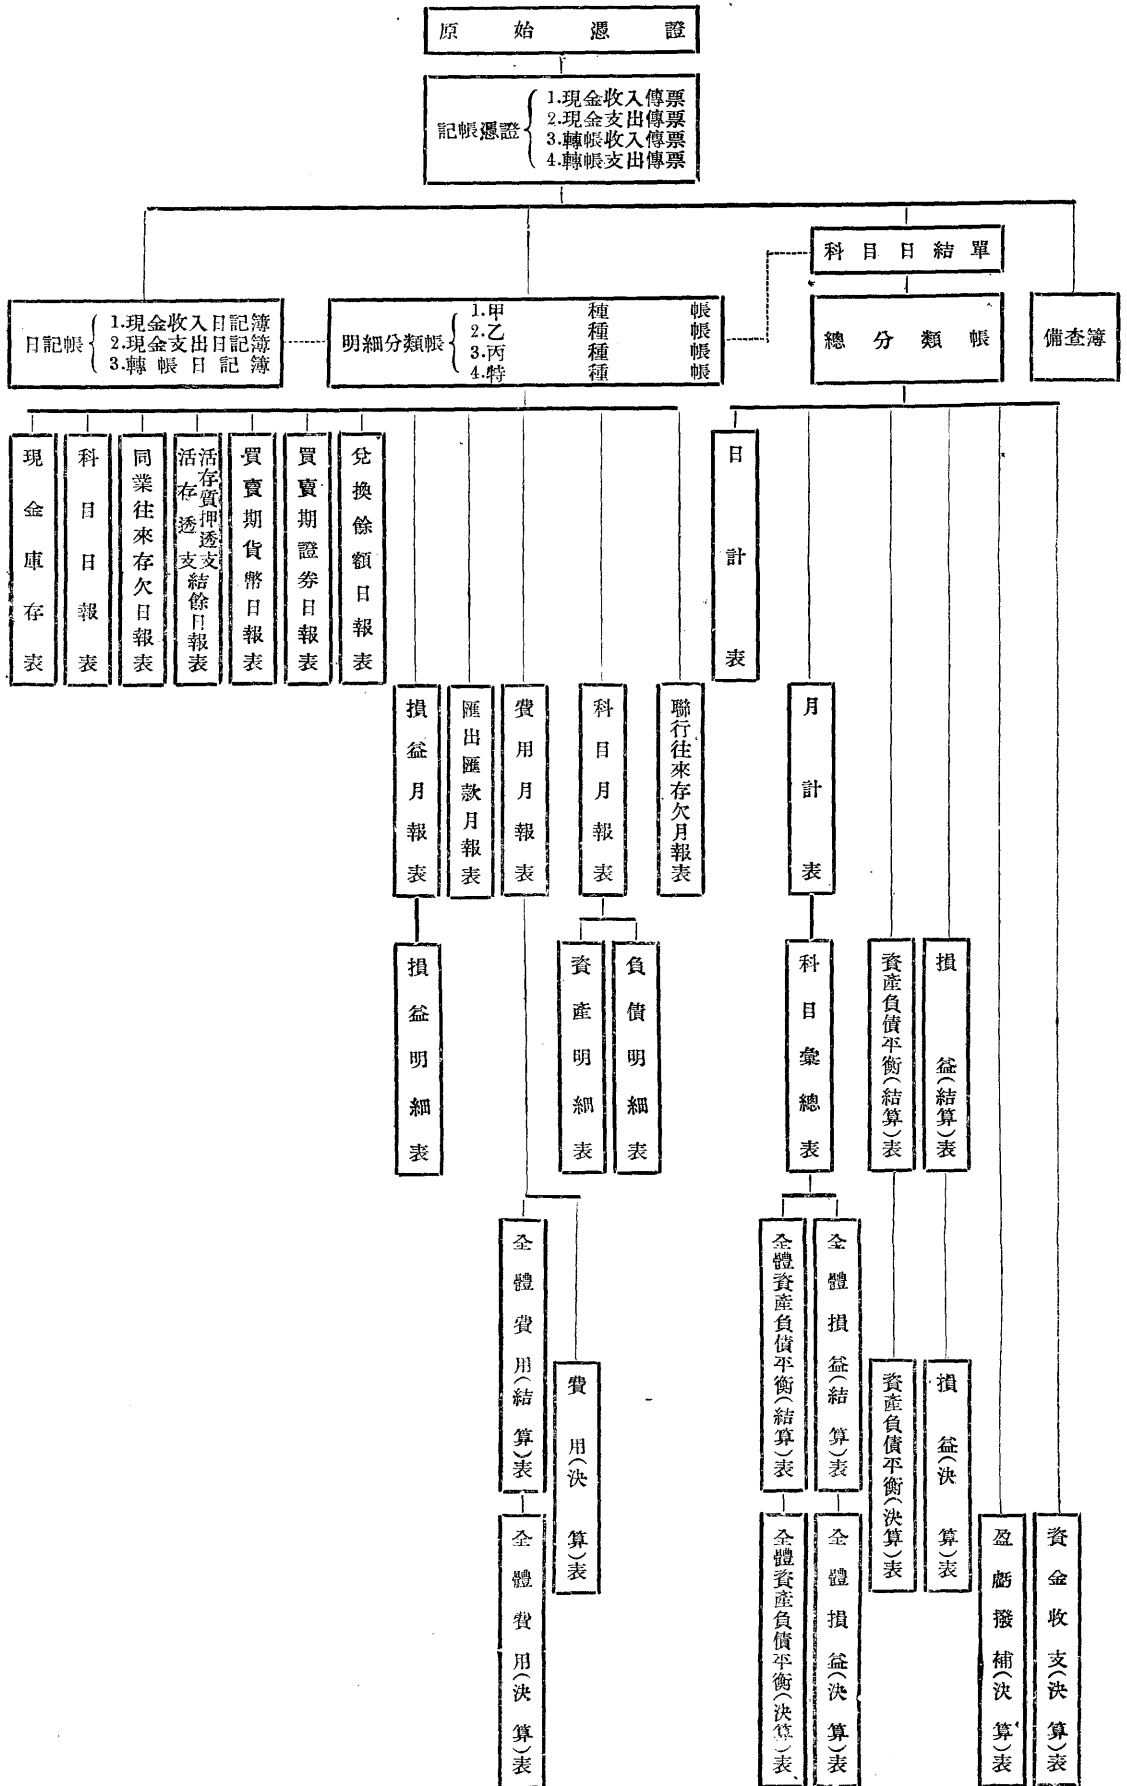 原始憑證
記帳憑證
1.現金收入傳票
2.現金支出傳票
3.轉帳收入傳票
4.轉帳支出傳票
科目日結單
日記帳
1.現金收入日記簿
2.現金支出日記簿
3.轉帳日記簿
明細分類帳
1.甲種帳
2.乙種帳
3.丙種帳
4.特種帳
總分類帳
備查簿
現金庫存表
科目日報表
同業往來存欠日報表
活存透支
活存質押透支
結餘日報表
買賣期貨幣日報表
買賣期證券日報表
兌換餘額日報表
日計表
損益月報表
匯出匯款月報表
費用月報表
科目月報表
聯行往來存欠月報表
月計表
損益明細表
資產明細表
負債明細表
科目彙總表
資產負債平衡(結算)表
損益(結算)表
全體費用(結算)表
費用(決算)表
全體資產負債平衡(結算)表
全體損益(結算)表
資產負債平衡(決算)表
損益(決算)表
全體費用(決算)表
全體資產負債平衡(決算)表
全體損益(決算)表
盈虧撥補(決算)表
資金收支(決算)表